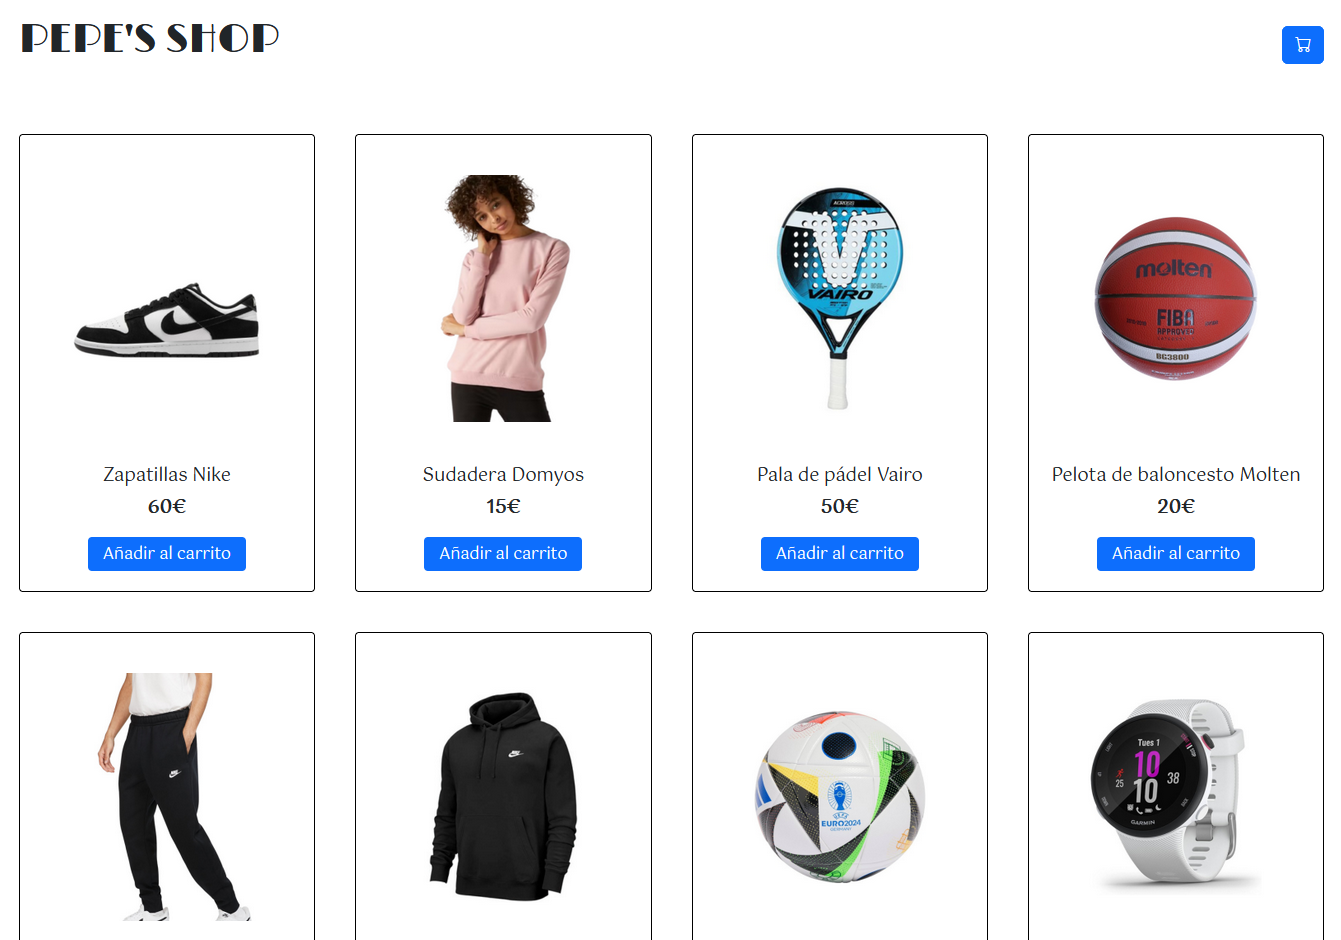 PEPE'S SHOP
VAIRO
molten
FIBA
APPROVED
BG3800
Zapatillas Nike
60€
Añadir al carrito
Sudadera Domyos
15€
Añadir al carrito
Pala de pádel Vairo
50€
Añadir al carrito
Pelota de baloncesto Molten
20€
Añadir al carrito
EURO2024
GERMANY
Tues 1
10
25
10
38
GARMIN